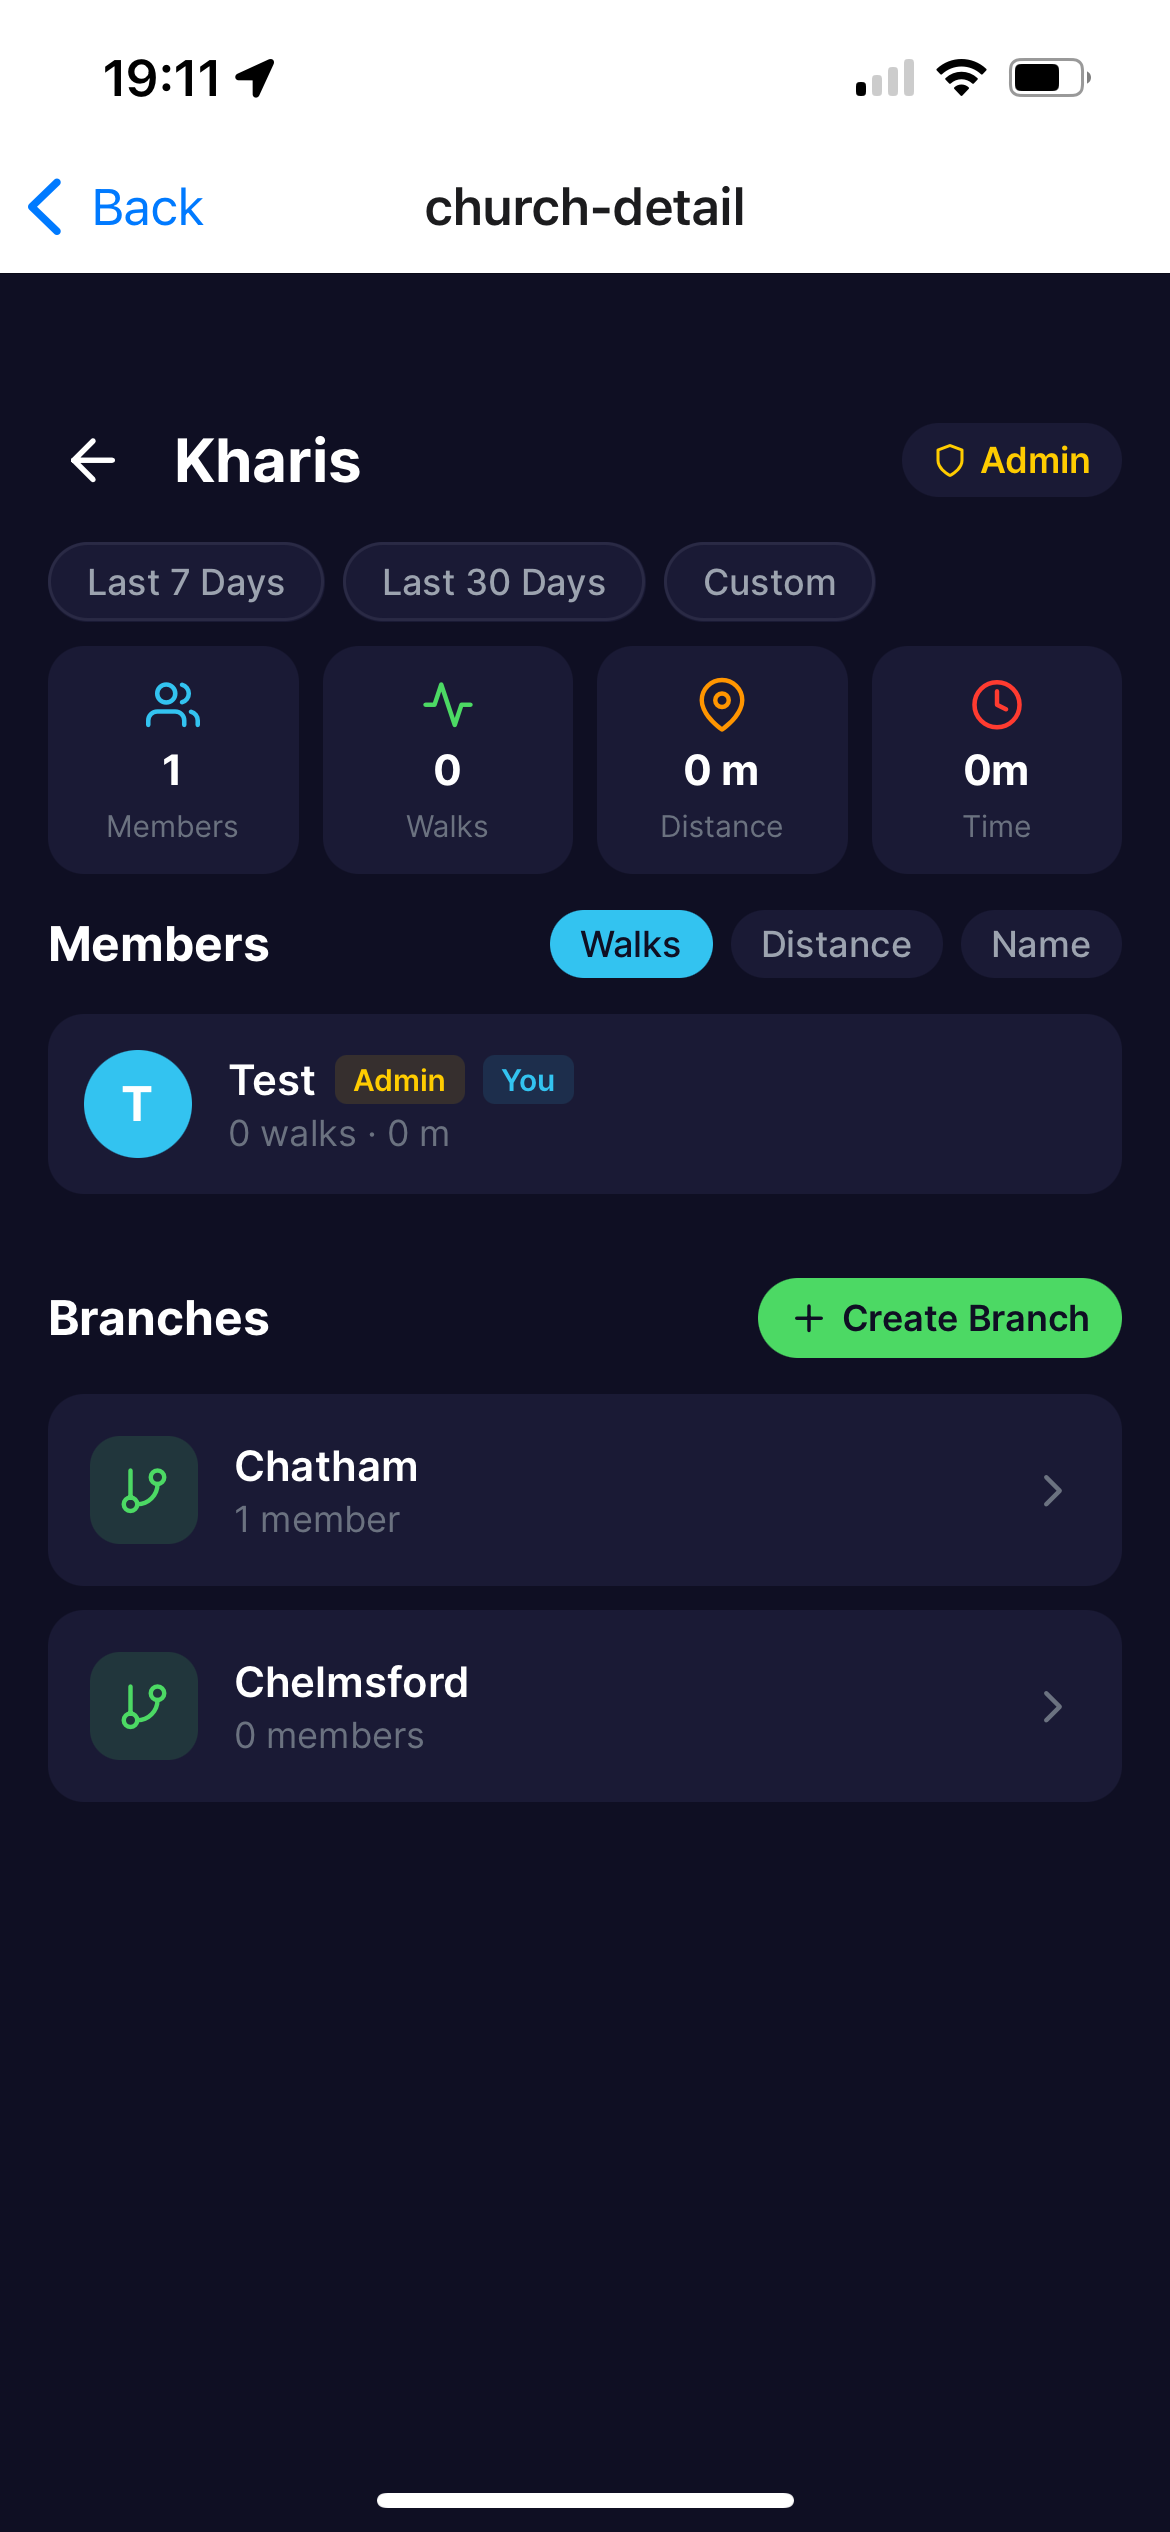 19:11
Back
church-detail
Kharis
Admin
Last 7 Days
Last 30 Days
Custom
1
Members
0
Walks
0 m
Distance
0m
Time
Members
Walks
Distance
Name
T
Test
Admin
You
0 walks · 0 m
Branches
+ Create Branch
Chatham
1 member
Chelmsford
0 members